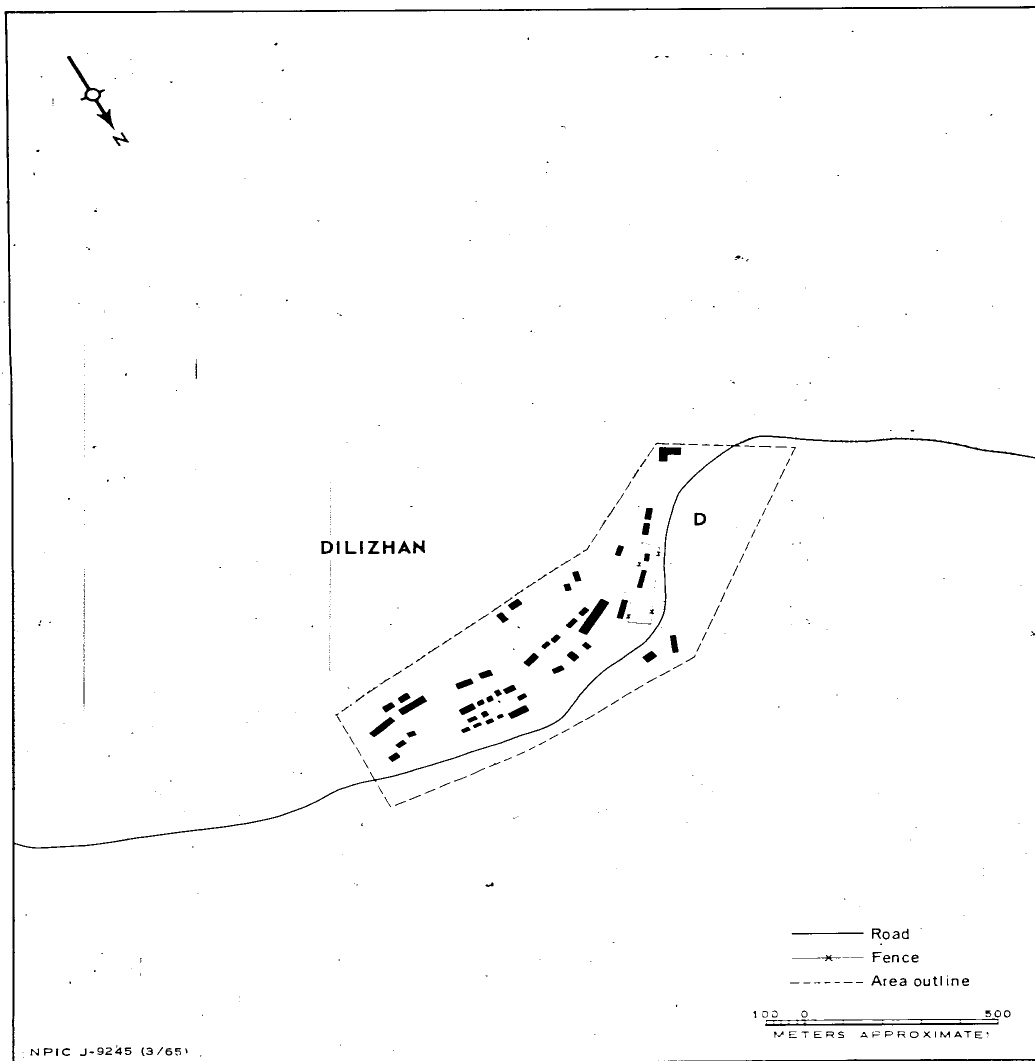 N
DILIZHAN
D
Road
Fence
Area outline
100 0 500
METERS APPROXIMATE)
NPIC J-9245 (3/65)